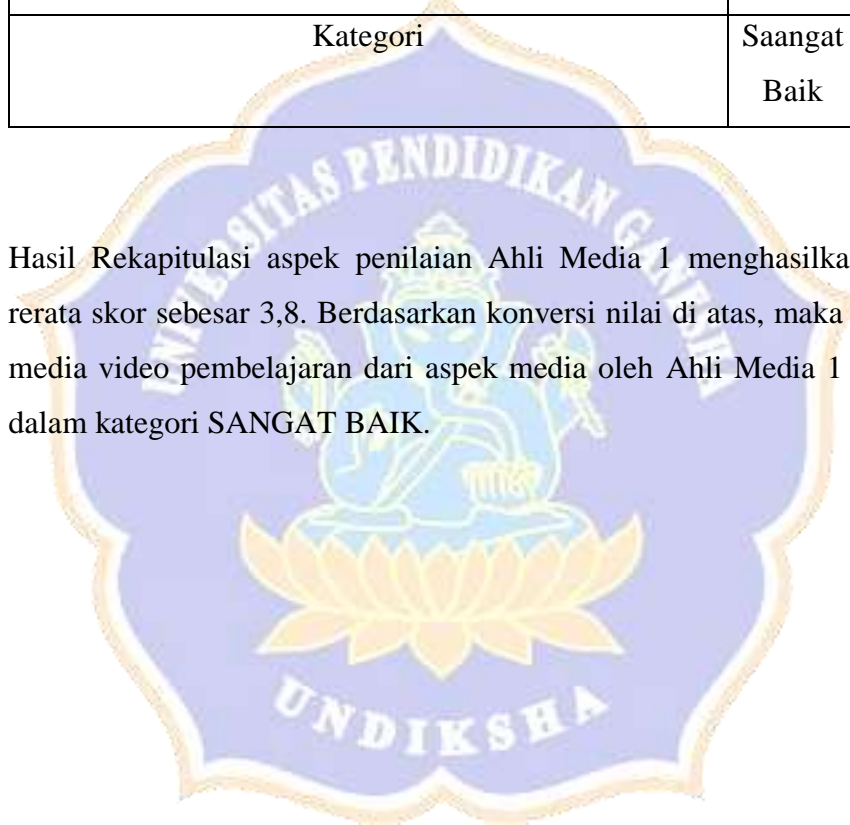 Kategori Saangat
Baik
UNIVERSITAS PENDIDIKAN GANESHA
Hasil Rekapitulasi aspek penilaian Ahli Media 1 menghasilka
rerata skor sebesar 3,8. Berdasarkan konversi nilai di atas, maka
media video pembelajaran dari aspek media oleh Ahli Media 1
dalam kategori SANGAT BAIK.
UNDIKSHA